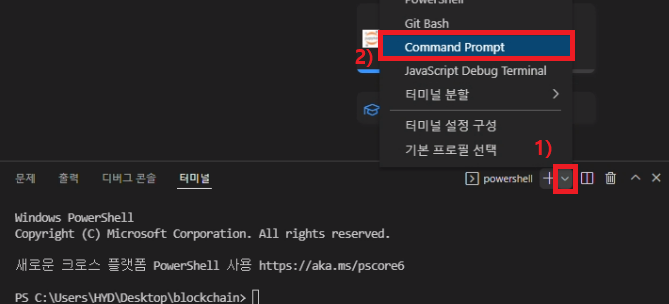 PowerShell
Git Bash
Command Prompt
2)
JavaScript Debug Terminal
터미널 분할
터미널 설정 구성
기본 프로필 선택
1)
문제 출력 디버그 콘솔 터미널 powershell
Windows PowerShell
Copyright (C) Microsoft Corporation. All rights reserved.
새로운 크로스 플랫폼 PowerShell 사용 https://aka.ms/pscore6
PS C:\Users\HYD\Desktop\blockchain>